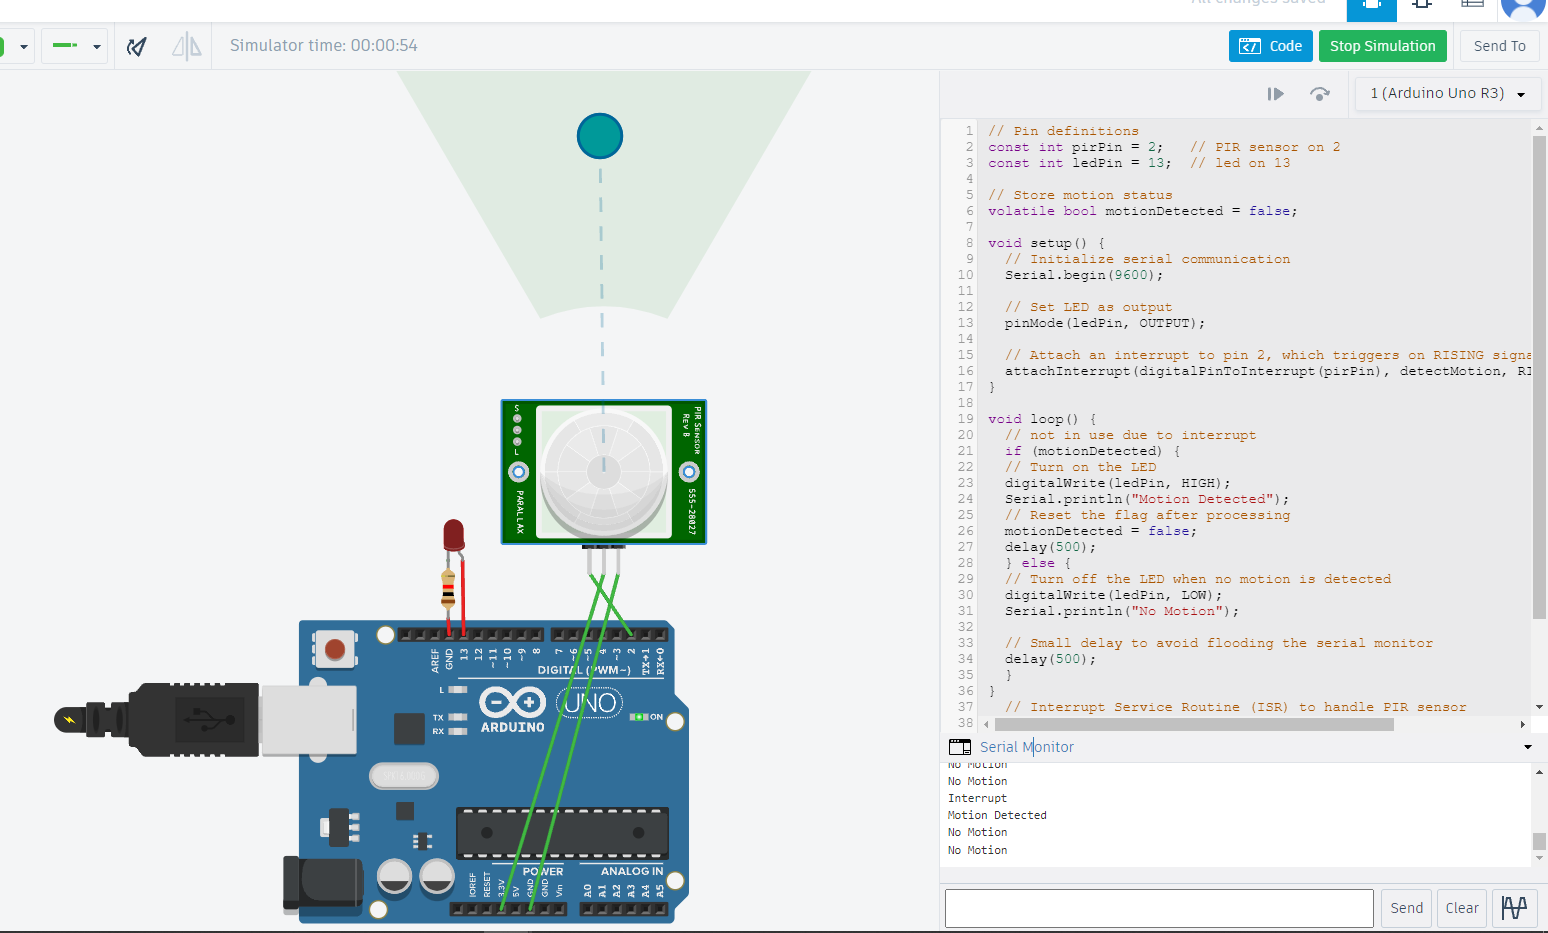 All changes saved
Simulator time: 00:00:54
Code
Stop Simulation
Send To
1 (Arduino Uno R3)
1 // Pin definitions
2 const int pirPin = 2; // PIR sensor on 2
3 const int ledPin = 13; // led on 13
4
5 // Store motion status
6 volatile bool motionDetected = false;
7
8 void setup() {
9 // Initialize serial communication
10 Serial.begin(9600);
11
12 // Set LED as output
13 pinMode(ledPin, OUTPUT);
14
15 // Attach an interrupt to pin 2, which triggers on RISING signa
16 attachInterrupt(digitalPinToInterrupt(pirPin), detectMotion, RI
17 }
18
19 void loop() {
20 // not in use due to interrupt
21 if (motionDetected) {
22 // Turn on the LED
23 digitalWrite(ledPin, HIGH);
24 Serial.println("Motion Detected");
25 // Reset the flag after processing
26 motionDetected = false;
27 delay(500);
28 } else {
29 // Turn off the LED when no motion is detected
30 digitalWrite(ledPin, LOW);
31 Serial.println("No Motion");
32
33 // Small delay to avoid flooding the serial monitor
34 delay(500);
35 }
36 }
37 // Interrupt Service Routine (ISR) to handle PIR sensor
38
Serial Monitor
No Motion
No Motion
Interrupt
Motion Detected
No Motion
No Motion
Send
Clear
S
L
PARALLAX
PIR SENSOR
REV B
555-28027
AREF
GND
13
12
~11
~10
~9
8
7
~6
~5
4
~3
2
TX→1
RX←0
DIGITAL (PWM~)
L
TX
RX
UNO
ARDUINO
ON
POWER
ANALOG IN
IOREF
RESET
3.3V
5V
GND
GND
Vin
A0
A1
A2
A3
A4
A5